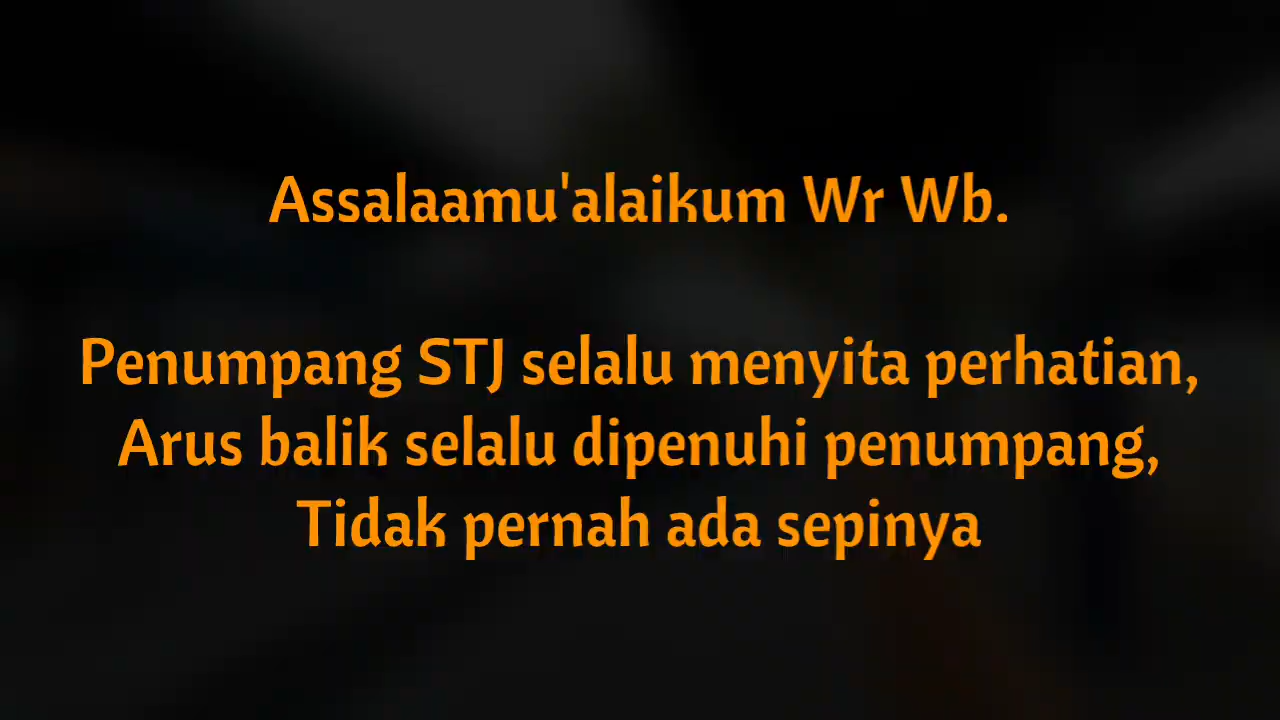 Assalaamu'alaikum Wr Wb.
Penumpang STJ selalu menyita perhatian,
Arus balik selalu dipenuhi penumpang,
Tidak pernah ada sepinya